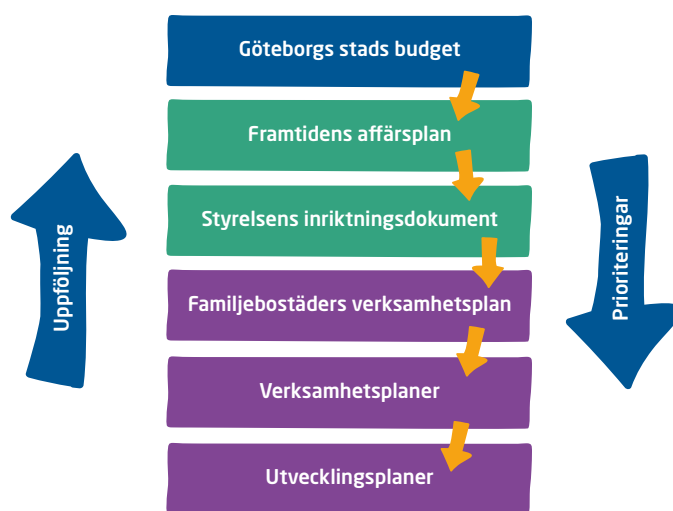 Göteborgs stads budget
Framtidens affärsplan
Styrelsens inriktningsdokument
Familjebostäders verksamhetsplan
Verksamhetsplaner
Utvecklingsplaner
Uppföljning
Prioriteringar